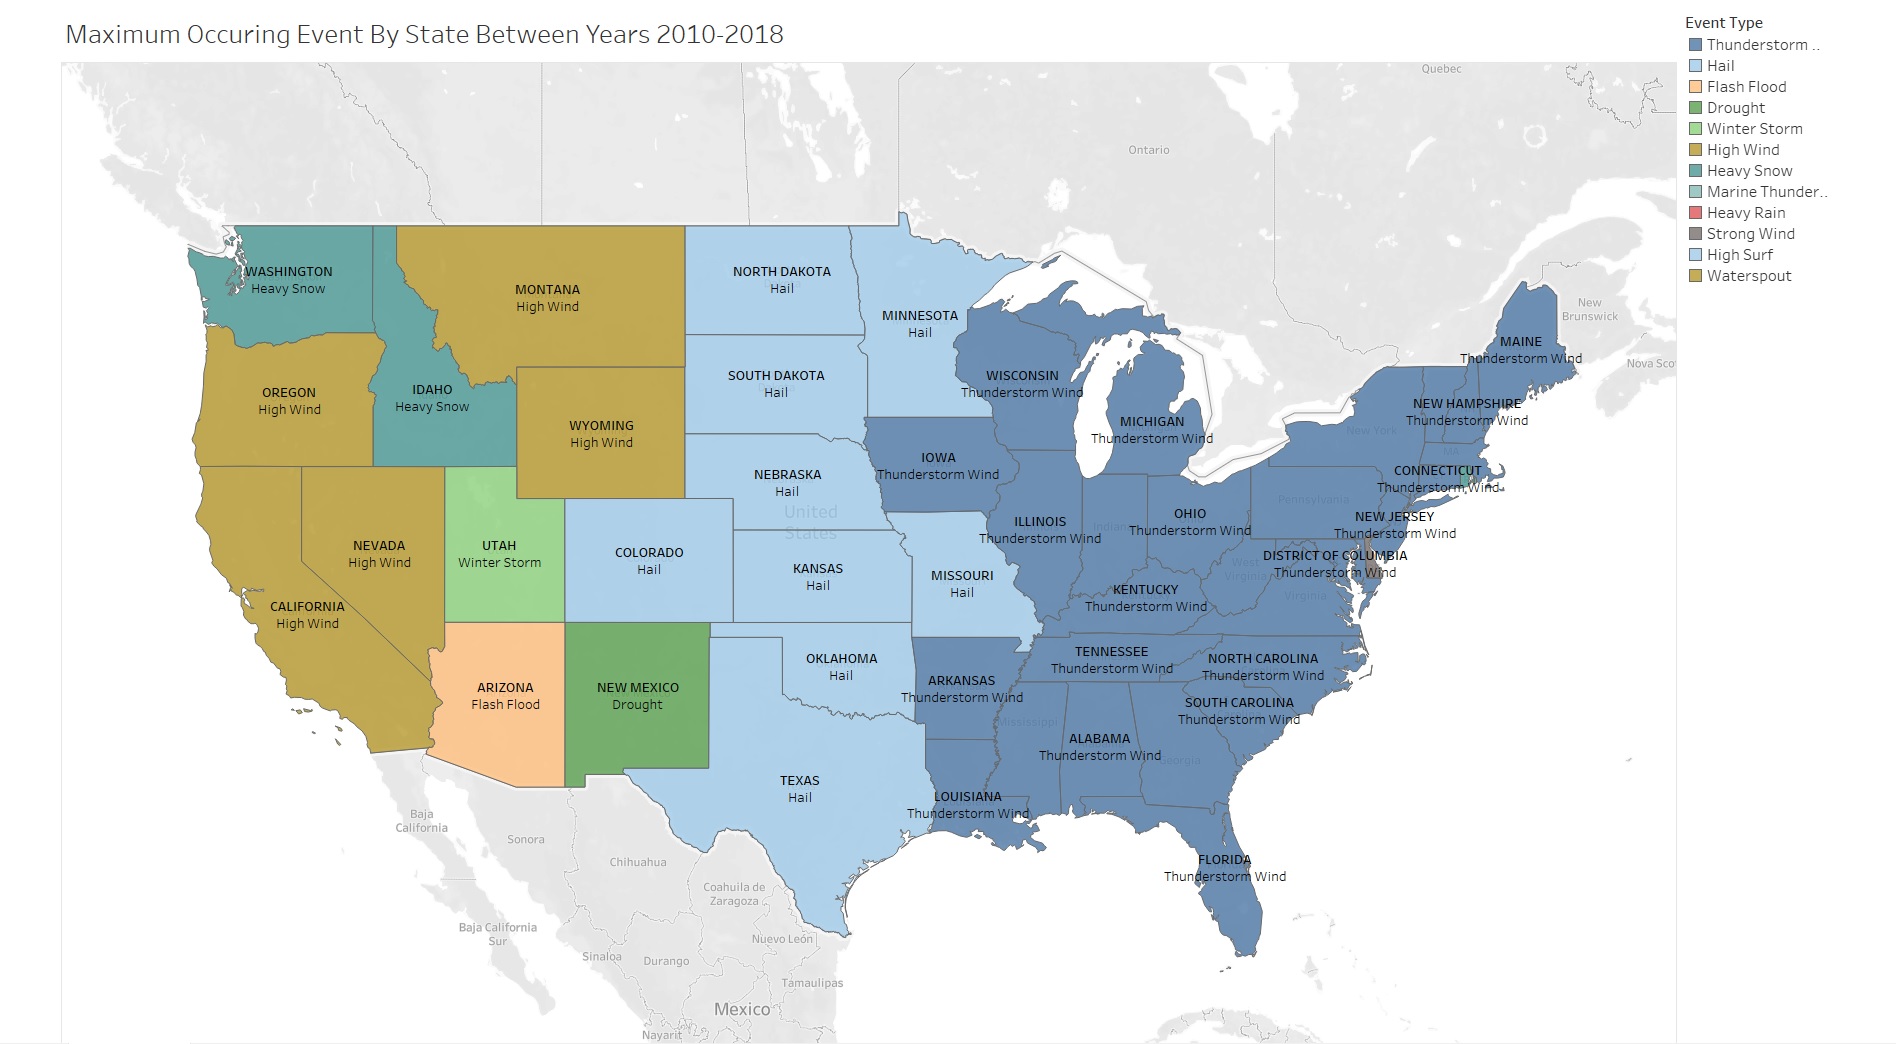 Maximum Occuring Event By State Between Years 2010-2018
Event Type
Thunderstorm ..
Hail
Flash Flood
Drought
Winter Storm
High Wind
Heavy Snow
Marine Thunder..
Heavy Rain
Strong Wind
High Surf
Waterspout
Quebec
Ontario
New
Brunswick
Nova Sco
WASHINGTON
Heavy Snow
MONTANA
High Wind
NORTH DAKOTA
Hail
MINNESOTA
Hail
MAINE
Thunderstorm Wind
OREGON
High Wind
IDAHO
Heavy Snow
WYOMING
High Wind
SOUTH DAKOTA
Hail
WISCONSIN
Thunderstorm Wind
MICHIGAN
Thunderstorm Wind
NEW HAMPSHIRE
Thunderstorm Wind
New York
MA
CONNECTICUT
Thunderstorm Wind
IOWA
Thunderstorm Wind
NEBRASKA
Hail
United
States
Pennsylvania
NEW JERSEY
Thunderstorm Wind
ILLINOIS
Thunderstorm Wind
OHIO
Thunderstorm Wind
DISTRICT OF COLUMBIA
Thunderstorm Wind
NEVADA
High Wind
UTAH
Winter Storm
COLORADO
Hail
KANSAS
Hail
MISSOURI
Hail
KENTUCKY
Thunderstorm Wind
West
Virginia
Virginia
CALIFORNIA
High Wind
ARIZONA
Flash Flood
NEW MEXICO
Drought
OKLAHOMA
Hail
ARKANSAS
Thunderstorm Wind
TENNESSEE
Thunderstorm Wind
NORTH CAROLINA
Thunderstorm Wind
SOUTH CAROLINA
Thunderstorm Wind
Mississippi
ALABAMA
Thunderstorm Wind
Georgia
TEXAS
Hail
LOUISIANA
Thunderstorm Wind
FLORIDA
Thunderstorm Wind
Baja
California
Sonora
Chihuahua
Coahuila de
Zaragoza
Baja California
Sur
Nuevo León
Sinaloa
Durango
Tamaulipas
Mexico
Nayarit